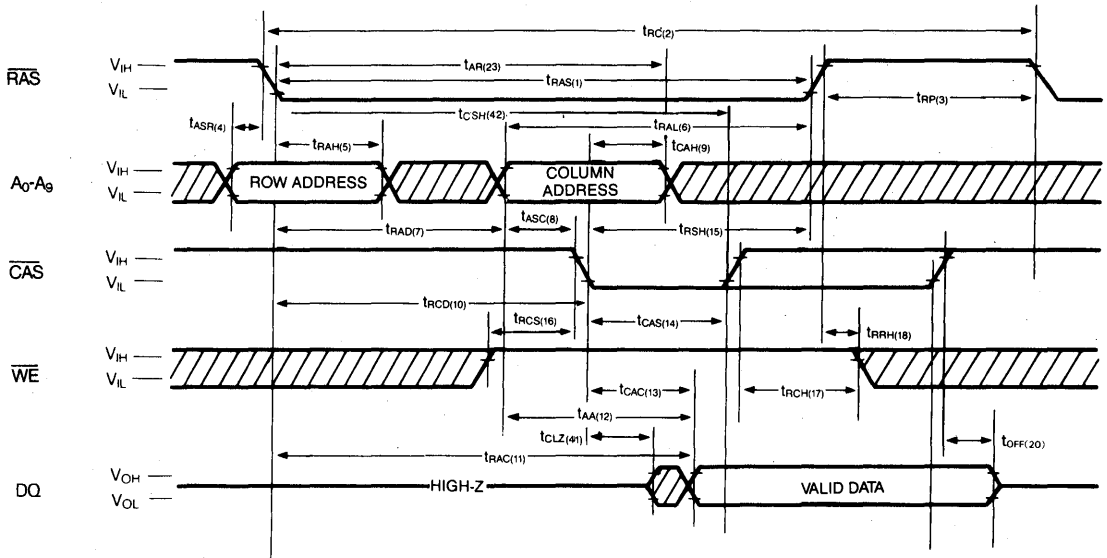 tRC(2)
tAR(23)
tRAS(1)
RAS
VIH
VIL
tRP(3)
tCSH(42)
tASR(4)
tRAL(6)
tRAH(5)
tCAH(9)
A0-A9
VIH
VIL
ROW ADDRESS
COLUMN
ADDRESS
tASC(8)
tRAD(7)
tRSH(15)
CAS
VIH
VIL
tRCD(10)
tRCS(16)
tCAS(14)
tRRH(18)
WE
VIH
VIL
tCAC(13)
tRCH(17)
tAA(12)
tCLZ(41)
tOFF(20)
tRAC(11)
DQ
VOH
VOL
HIGH-Z
VALID DATA